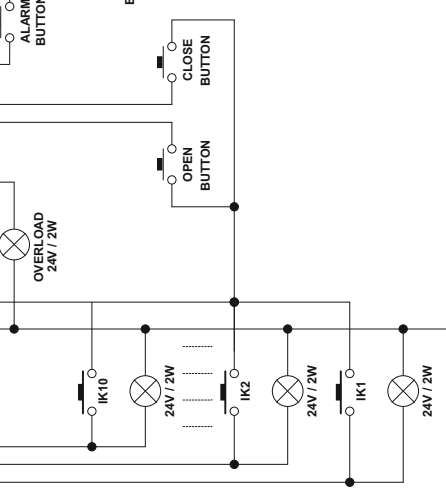 ALARM
BUTTON
CLOSE
BUTTON
OPEN
BUTTON
OVERLOAD
24V / 2W
IK10
24V / 2W
IK2
24V / 2W
IK1
24V / 2W